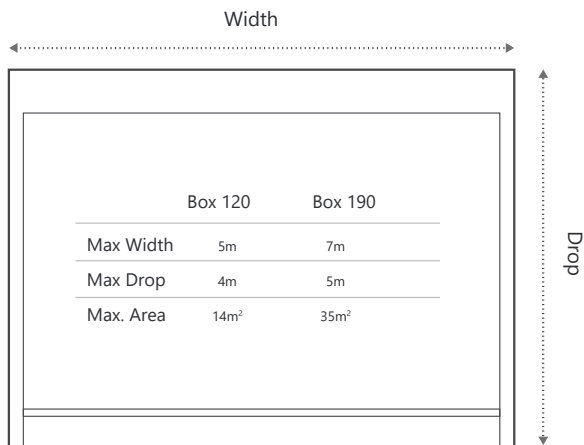 Width
Box 120 Box 190
Max Width 5m 7m
Max Drop 4m 5m
Max. Area 14m² 35m²
Drop